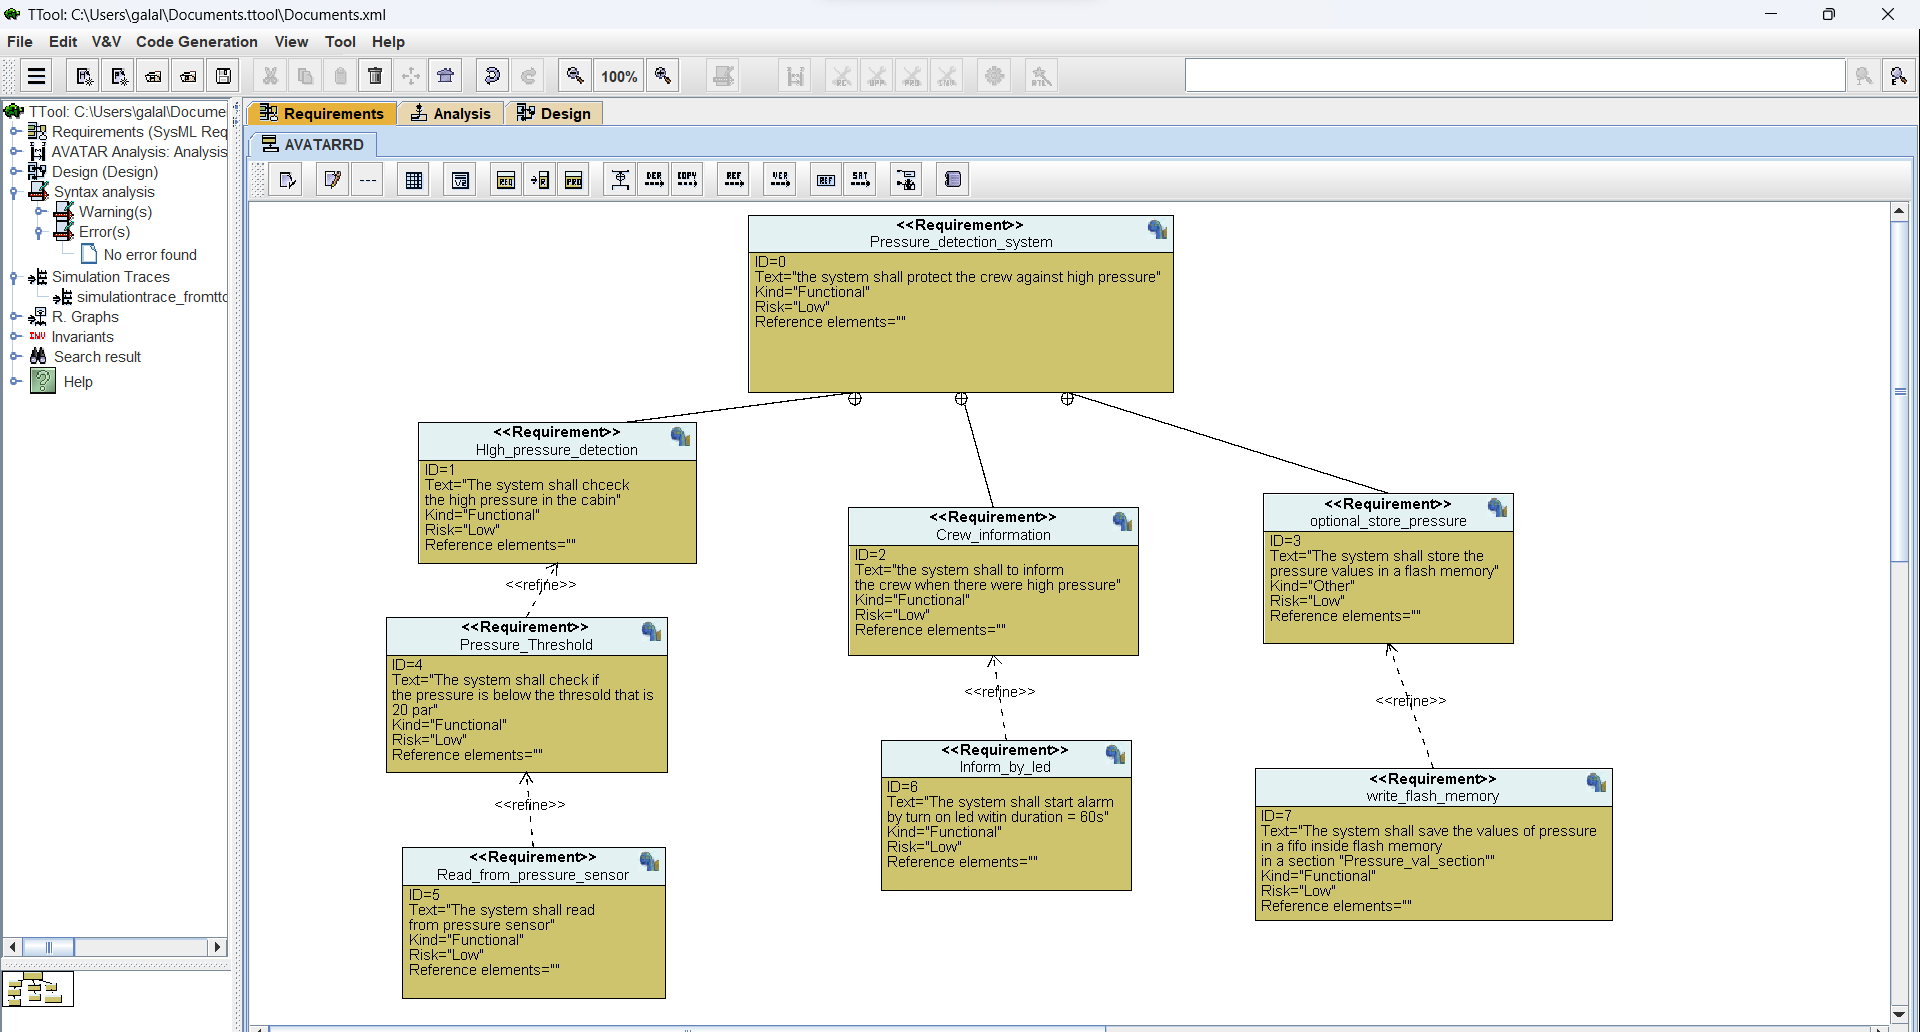 TTool: C:\Users\galal\Documents.ttool\Documents.xml
File Edit V&V Code Generation View Tool Help
100%
TTool: C:\Users\galal\Docume
Requirements (SysML Req
AVATAR Analysis: Analysis
Design (Design)
Syntax analysis
Warning(s)
Error(s)
No error found
Simulation Traces
simulationtrace_fromttc
R. Graphs
INV Invariants
Search result
Help
Requirements Analysis Design
AVATARRD
REQ R PRO DER COPY REF VER REF SAT
<<Requirement>>
Pressure_detection_system
ID=0
Text="the system shall protect the crew against high pressure"
Kind="Functional"
Risk="Low"
Reference elements=""
<<Requirement>>
HIgh_pressure_detection
ID=1
Text="The system shall chceck
the high pressure in the cabin"
Kind="Functional"
Risk="Low"
Reference elements=""
<<refine>>
<<Requirement>>
Pressure_Threshold
ID=4
Text="The system shall check if
the pressure is below the thresold that is
20 par"
Kind="Functional"
Risk="Low"
Reference elements=""
<<refine>>
<<Requirement>>
Read_from_pressure_sensor
ID=5
Text="The system shall read
from pressure sensor"
Kind="Functional"
Risk="Low"
Reference elements=""
<<Requirement>>
Crew_information
ID=2
Text="the system shall to inform
the crew when there were high pressure"
Kind="Functional"
Risk="Low"
Reference elements=""
<<refine>>
<<Requirement>>
Inform_by_led
ID=6
Text="The system shall start alarm
by turn on led witin duration = 60s"
Kind="Functional"
Risk="Low"
Reference elements=""
<<Requirement>>
optional_store_pressure
ID=3
Text="The system shall store the
pressure values in a flash memory"
Kind="Other"
Risk="Low"
Reference elements=""
<<refine>>
<<Requirement>>
write_flash_memory
ID=7
Text="The system shall save the values of pressure
in a fifo inside flash memory
in a section "Pressure_val_section""
Kind="Functional"
Risk="Low"
Reference elements=""